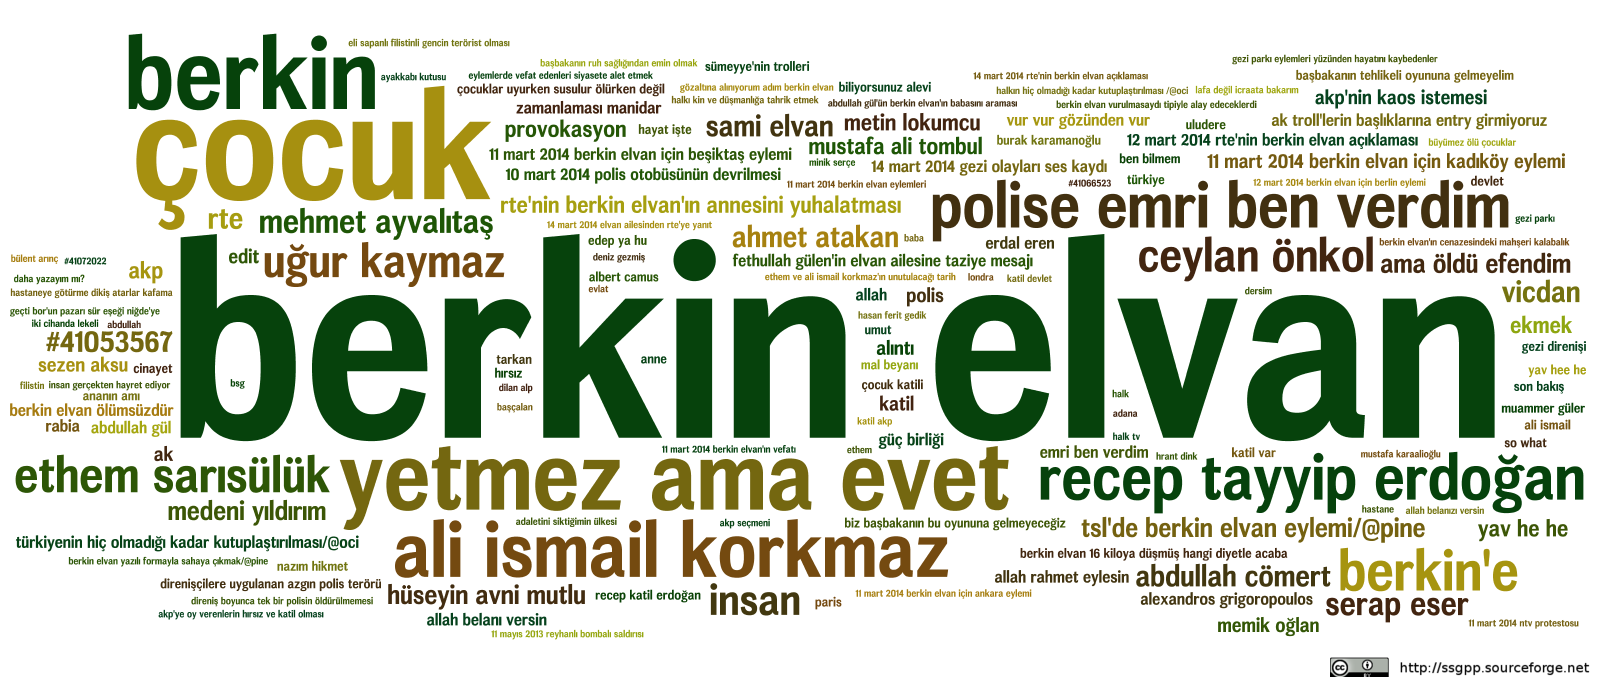 berkin
eli sapanlı filistinli gencin terörist olması
ayakkabı kutusu
başbakanın ruh sağlığından emin olmak
sümeyye'nin trolleri
eylemlerde vefat edenleri siyasete alet etmek
çocuklar uyurken susulur ölürken değil
gözaltına alınıyorum adım berkin elvan
biliyorsunuz alevi
zamanlaması manidar
halkı kin ve düşmanlığa tahrik etmek
abdullah gül'ün berkin elvan'ın babasını araması
gezi parkı eylemleri yüzünden hayatını kaybedenler
14 mart 2014 rte'nin berkin elvan açıklaması
başbakanın tehlikeli oyununa gelmeyelim
halkın hiç olmadığı kadar kutuplaştırılması /@oci
lafa değil icraata bakarım
akp'nin kaos istemesi
berkin elvan vurulmasaydı tipiyle alay edeceklerdi
çocuk
provokasyon
hayat işte
sami elvan
metin lokumcu
vur vur gözünden vur
uludere
ak troll'lerin başlıklarına entry girmiyoruz
11 mart 2014 berkin elvan için beşiktaş eylemi
mustafa ali tombul
burak karamanoğlu
12 mart 2014 rte'nin berkin elvan açıklaması
büyümez ölü çocuklar
minik serçe
10 mart 2014 polis otobüsünün devrilmesi
14 mart 2014 gezi olayları ses kaydı
ben bilmem
11 mart 2014 berkin elvan için kadıköy eylemi
11 mart 2014 berkin elvan eylemleri
#41066523
türkiye
12 mart 2014 berkin elvan için berlin eylemi
devlet
rte
mehmet ayvalıtaş
rte'nin berkin elvan'ın annesini yuhalatması
polise emri ben verdim
gezi parkı
14 mart 2014 elvan ailesinden rte'ye yanıt
edep ya hu
ahmet atakan
baba
erdal eren
ceylan önkol
berkin elvan'ın cenazesindeki mahşeri kalabalık
bülent arınç
#41072022
edit
uğur kaymaz
deniz gezmiş
fethullah gülen'in elvan ailesine taziye mesajı
ama öldü efendim
daha yazayım mı?
akp
albert camus
evlat
ethem ve ali ismail korkmaz'ın unutulacağı tarih
londra
katil devlet
hastaneye götürme dikiş atarlar kafama
allah
polis
dersim
vicdan
geçti bor'un pazarı sür eşeği niğde'ye
iki cihanda lekeli
abdullah
hasan ferit gedik
umut
ekmek
#41053567
berkin elvan
alıntı
gezi direnişi
sezen aksu
cinayet
tarkan
hırsız
anne
mal beyanı
yav hee he
filistin
insan gerçekten hayret ediyor
bsg
dilan alp
çocuk katili
son bakış
ananın amı
başçalan
katil
halk
berkin elvan ölümsüzdür
adana
muammer güler
rabia
abdullah gül
katil akp
ali ismail
güç birliği
halk tv
so what
ak
11 mart 2014 berkin elvan'ın vefatı
ethem
emri ben verdim
hrant dink
katil var
mustafa karaalioğlu
ethem sarısülük
yetmez ama evet
recep tayyip erdoğan
medeni yıldırım
hastane
allah belanızı versin
adaletini siktiğimin ülkesi
akp seçmeni
biz başbakanın bu oyununa gelmeyeceğiz
tsl'de berkin elvan eylemi/@pine
yav he he
türkiyenin hiç olmadığı kadar kutuplaştırılması/@oci
ali ismail korkmaz
berkin elvan 16 kiloya düşmüş hangi diyetle acaba
berkin elvan yazılı formayla sahaya çıkmak/@pine
nazım hikmet
allah rahmet eylesin
abdullah cömert
berkin'e
direnişçilere uygulanan azgın polis terörü
hüseyin avni mutlu
recep katil erdoğan
insan
paris
11 mart 2014 berkin elvan için ankara eylemi
direniş boyunca tek bir polisin öldürülmemesi
alexandros grigoropoulos
serap eser
akp'ye oy verenlerin hırsız ve katil olması
allah belanı versin
memik oğlan
11 mart 2014 ntv protestosu
11 mayıs 2013 reyhanlı bombalı saldırısı
cc
BY
http://ssgpp.sourceforge.net